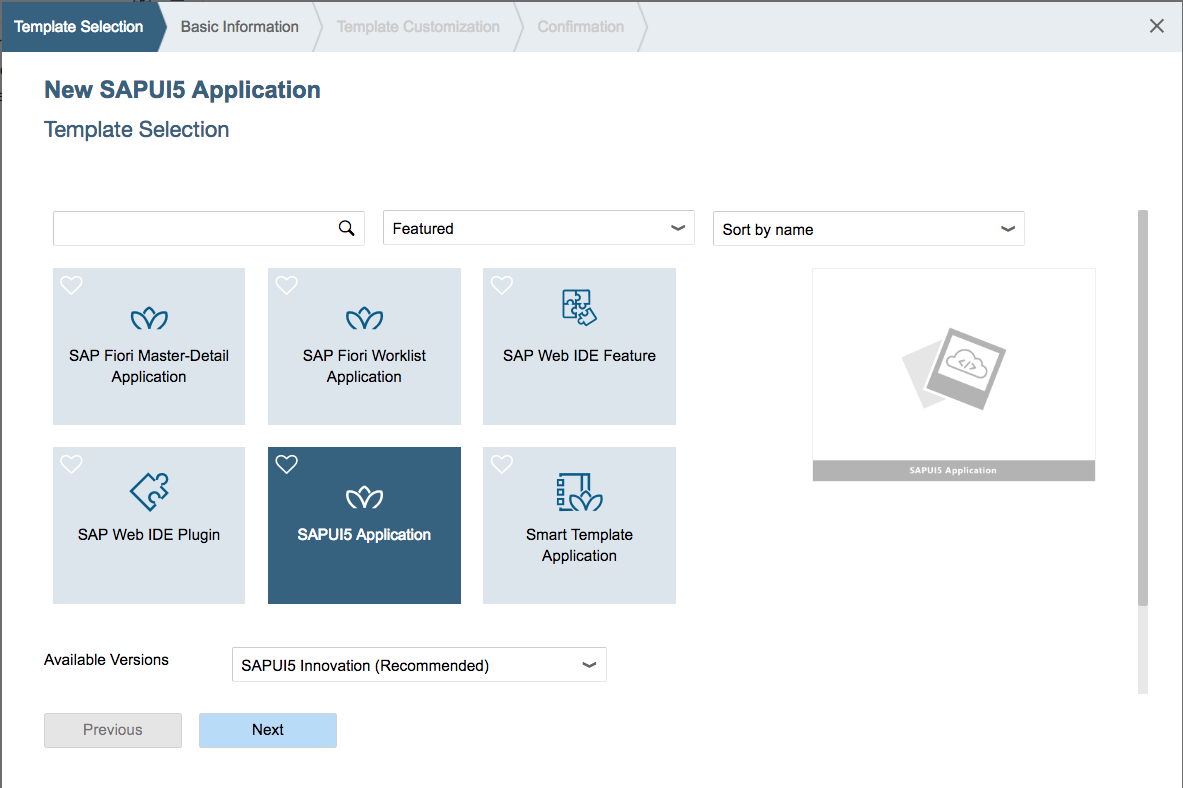 Template Selection
Basic Information
Template Customization
Confirmation
New SAPUI5 Application
Template Selection
Featured
Sort by name
SAP Fiori Master-Detail
Application
SAP Fiori Worklist
Application
SAP Web IDE Feature
SAP Web IDE Plugin
SAPUI5 Application
Smart Template
Application
SAPUI5 Application
Available Versions
SAPUI5 Innovation (Recommended)
Previous
Next